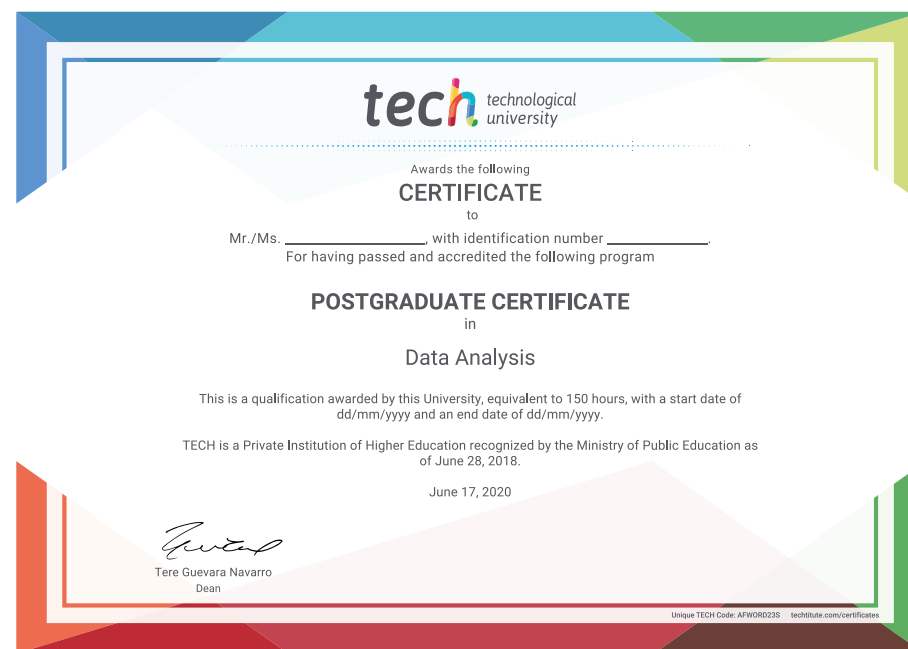 tech technological
university
Awards the following
CERTIFICATE
to
Mr./Ms. ____________________, with identification number ______________.
For having passed and accredited the following program
POSTGRADUATE CERTIFICATE
in
Data Analysis
This is a qualification awarded by this University, equivalent to 150 hours, with a start date of
dd/mm/yyyy and an end date of dd/mm/yyyy.
TECH is a Private Institution of Higher Education recognized by the Ministry of Public Education as
of June 28, 2018.
June 17, 2020
Tere Guevara Navarro
Dean
Unique TECH Code: AFWORD23S techtitute.com/certificates